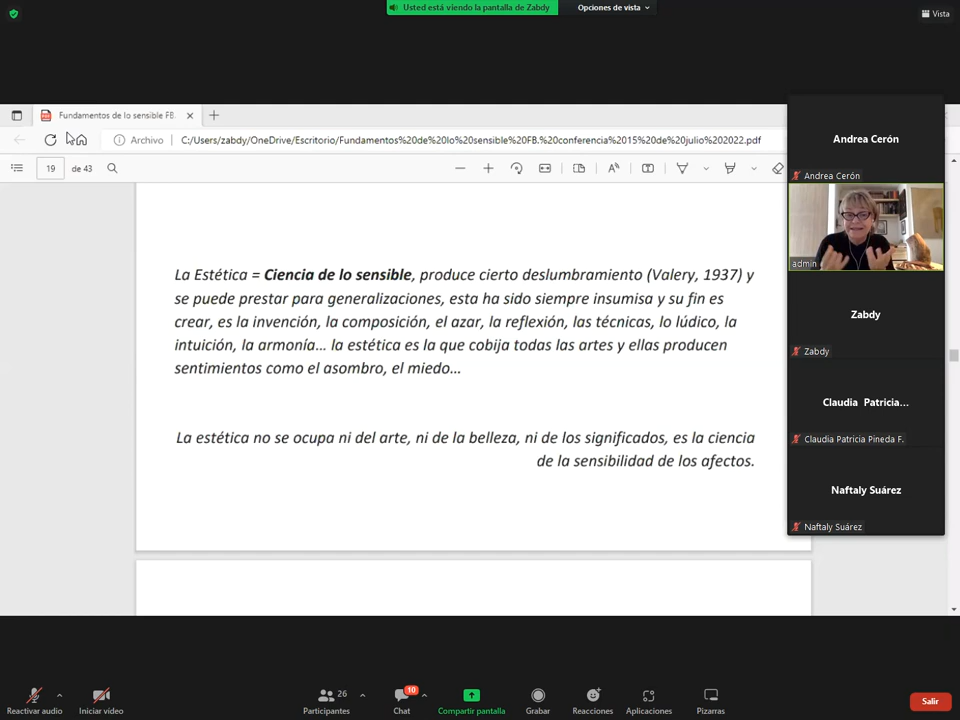 Usted está viendo la pantalla de Zabdy
Opciones de vista
Vista
Fundamentos de lo sensible FB.
Archivo
C:/Users/zabdy/OneDrive/Escritorio/Fundamentos%20de%20lo%20sensible%20FB.%20conferencia%2015%20de%20julio%202022.pdf
19
de 43
La Estética = Ciencia de lo sensible, produce cierto deslumbramiento (Valery, 1937) y
se puede prestar para generalizaciones, esta ha sido siempre insumisa y su fin es
crear, es la invención, la composición, el azar, la reflexión, las técnicas, lo lúdico, la
intuición, la armonía... la estética es la que cobija todas las artes y ellas producen
sentimientos como el asombro, el miedo...
La estética no se ocupa ni del arte, ni de la belleza, ni de los significados, es la ciencia
de la sensibilidad de los afectos.
Andrea Cerón
Andrea Cerón
admin
Zabdy
Zabdy
Claudia Patricia...
Claudia Patricia Pineda F.
Naftaly Suárez
Naftaly Suárez
Reactivar audio
Iniciar video
26
Participantes
10
Chat
Compartir pantalla
Grabar
Reacciones
Aplicaciones
Pizarras
Salir